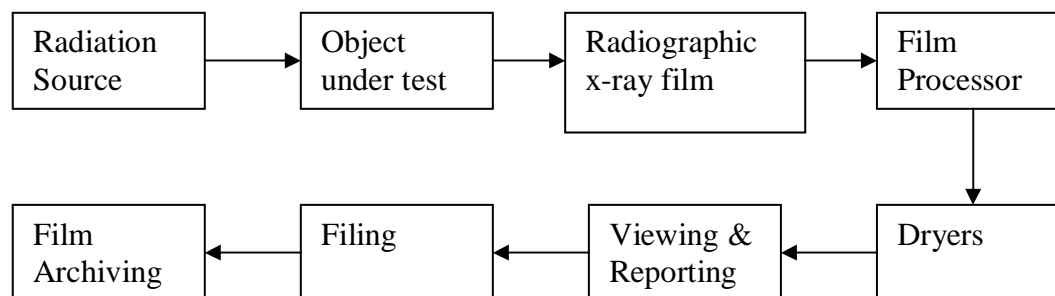 Radiation
Source
Object
under test
Radiographic
x-ray film
Film
Processor
Dryers
Viewing &
Reporting
Filing
Film
Archiving